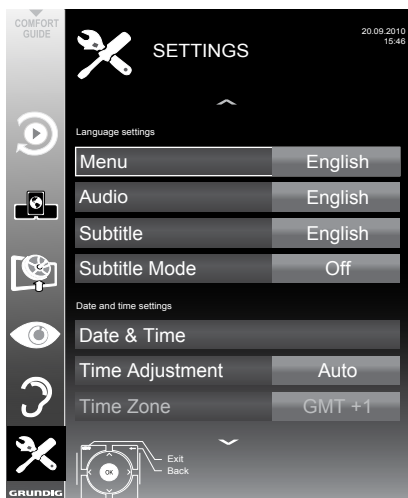 COMFORT
GUIDE
SETTINGS
20.09.2010
15:46
Language settings
Menu English
Audio English
Subtitle English
Subtitle Mode Off
Date and time settings
Date & Time
Time Adjustment Auto
Time Zone GMT +1
Exit
Back
OK
GRUNDIG